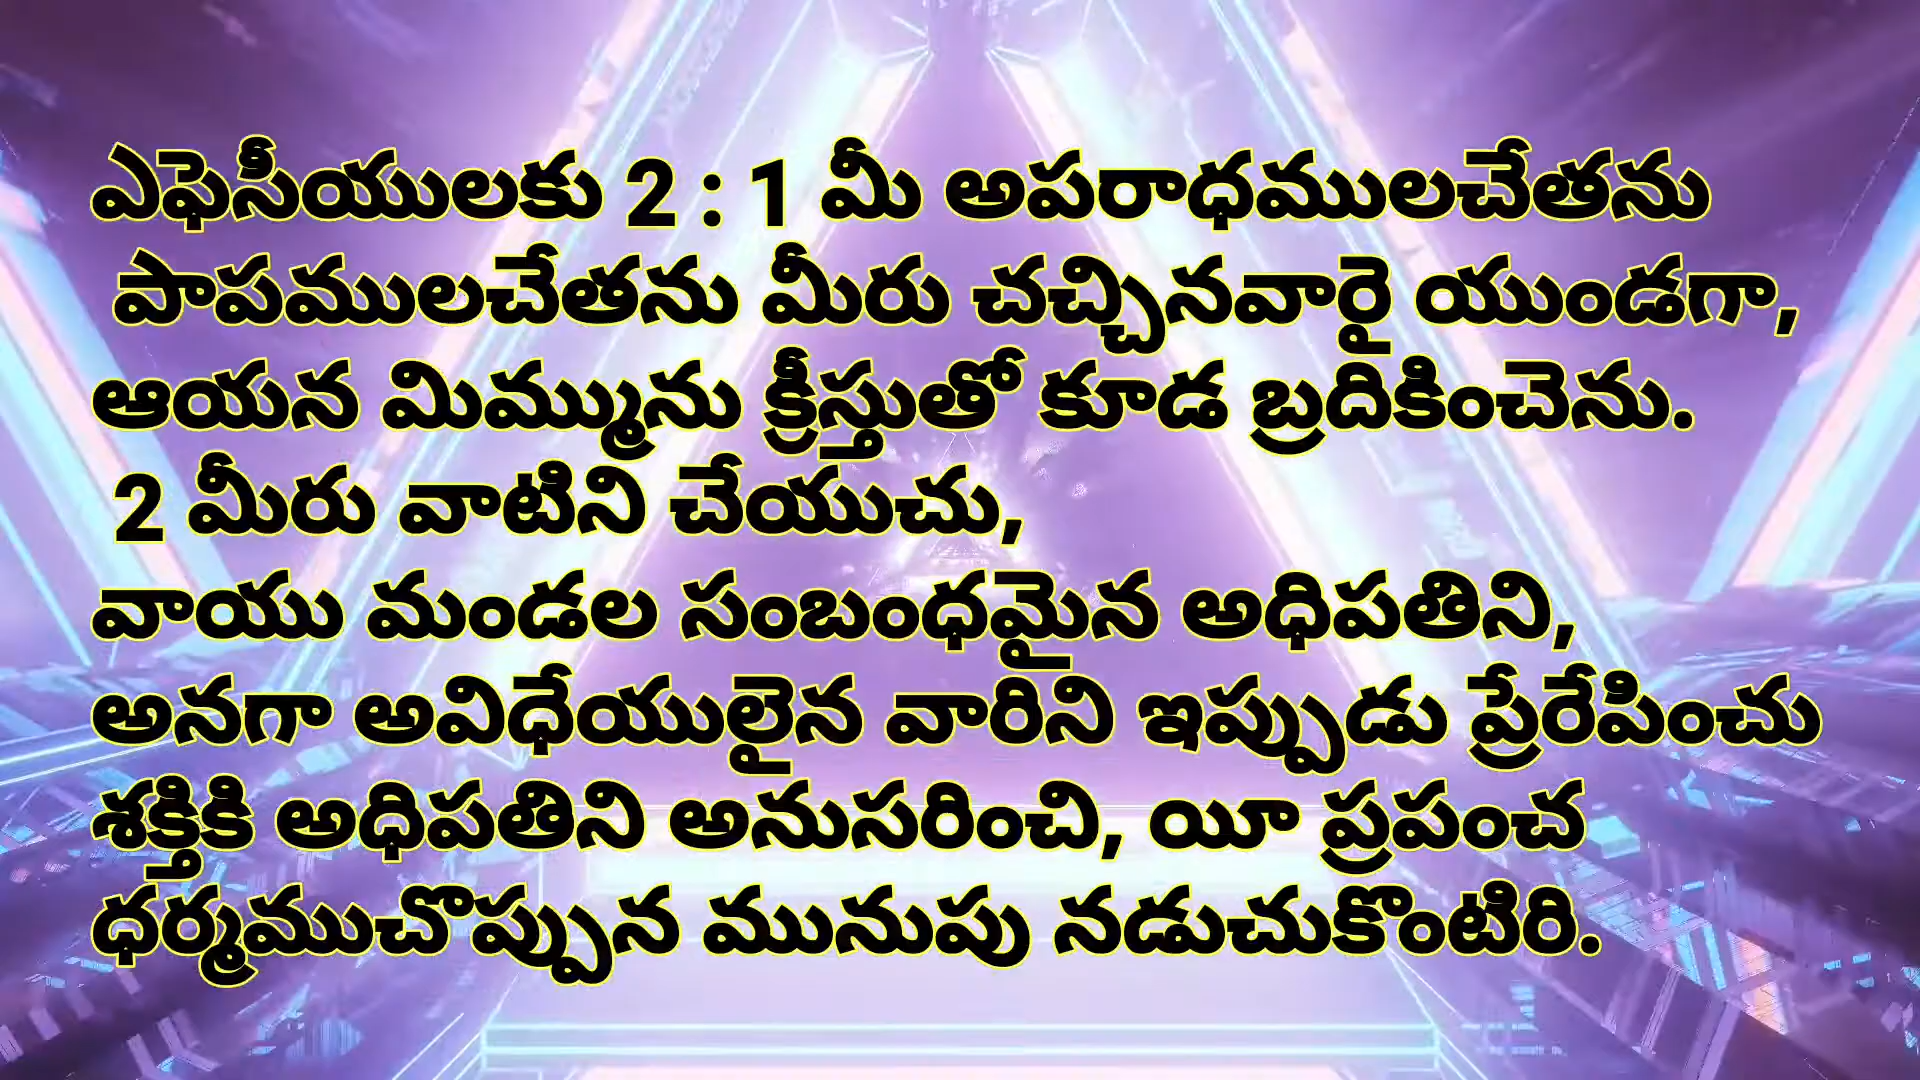 ఎఫెసీయులకు 2 : 1 మీ అపరాధములచేతను
పాపములచేతను మీరు చచ్చినవారై యుండగా,
ఆయన మిమ్మును క్రీస్తుతో కూడ బ్రదికించెను.
2 మీరు వాటిని చేయుచు,
వాయు మండల సంబంధమైన అధిపతిని,
అనగా అవిధేయులైన వారిని ఇప్పుడు ప్రేరేపించు
శక్తికి అధిపతిని అనుసరించి, యీ ప్రపంచ
ధర్మముచొప్పున మునుపు నడుచుకొంటిరి.